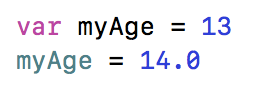 var myAge = 13
myAge = 14.0